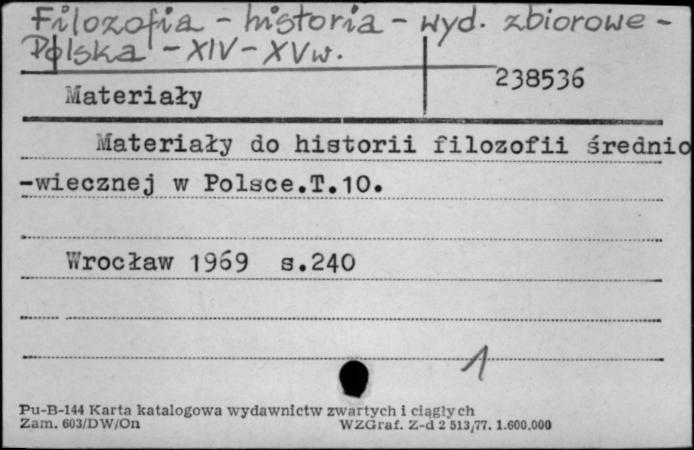 Filozofia - historia - wyd. zbiorowe -
Polska - XIV - XV w.
238536
Materiały
Materiały do historii filozofii średnio
-wiecznej w Polsce.T.10.
Wrocław 1969 s.240
1
Pu-B-144 Karta katalogowa wydawnictw zwartych i ciągłych
Zam. 603/DW/On WZGraf. Z-d 2 513/77. 1.600.000